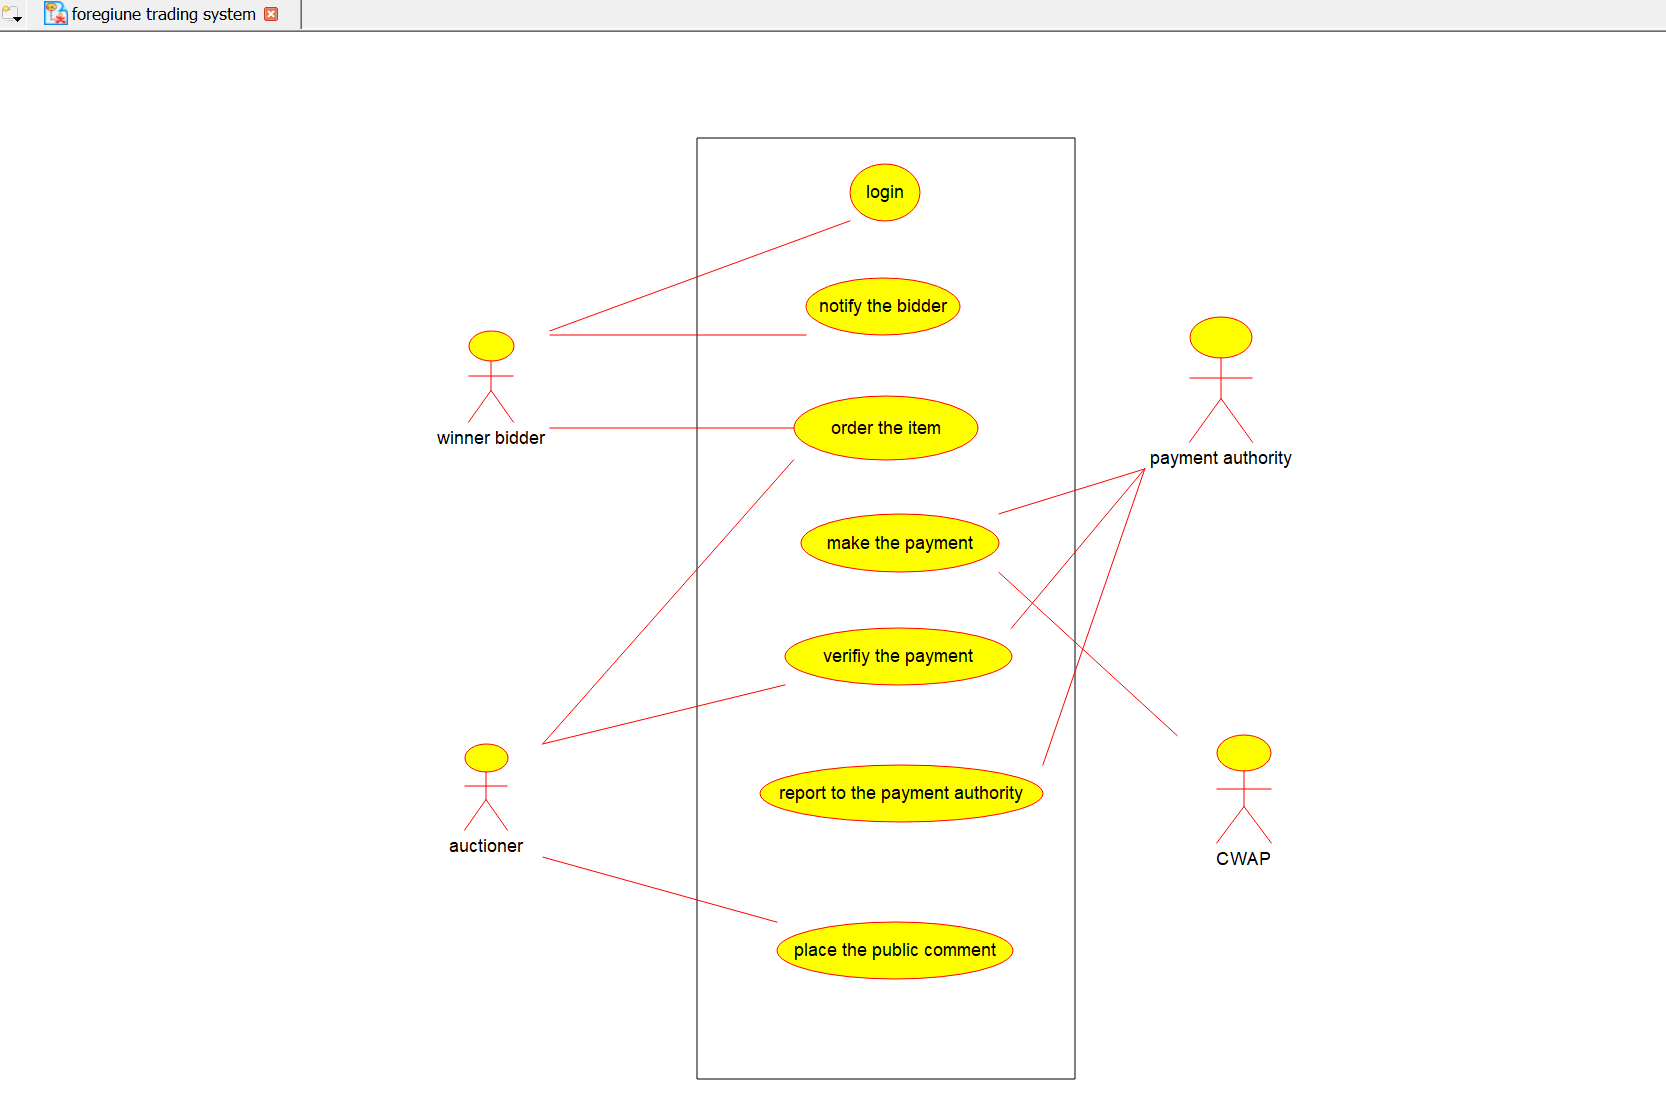 foregiune trading system
login
notify the bidder
winner bidder
order the item
payment authority
make the payment
verifiy the payment
auctioner
report to the payment authority
CWAP
place the public comment